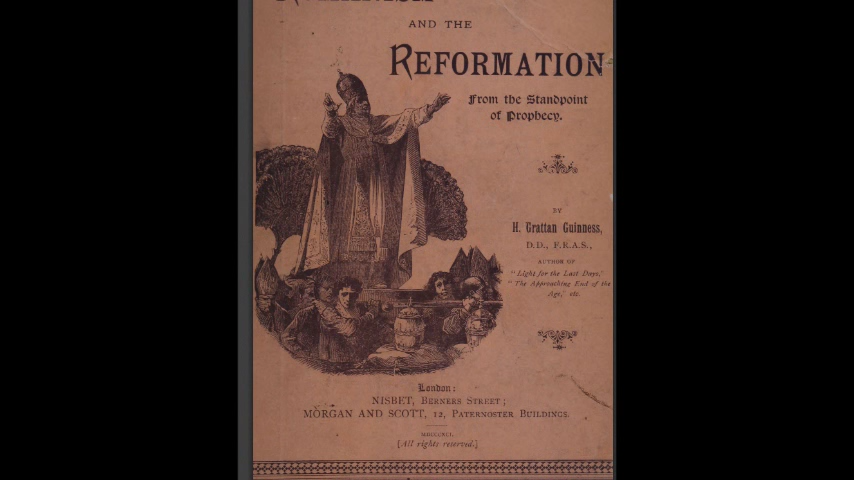 AND THE
REFORMATION
From the Standpoint
of Prophecy.
BY
H. Grattan Guinness,
D.D., F.R.A.S.,
AUTHOR OF
"Light for the Last Days,"
"The Approaching End of the
Age," etc.
London:
NISBET, BERNERS STREET;
MORGAN AND SCOTT, 12, PATERNOSTER BUILDINGS.
[All rights reserved.]